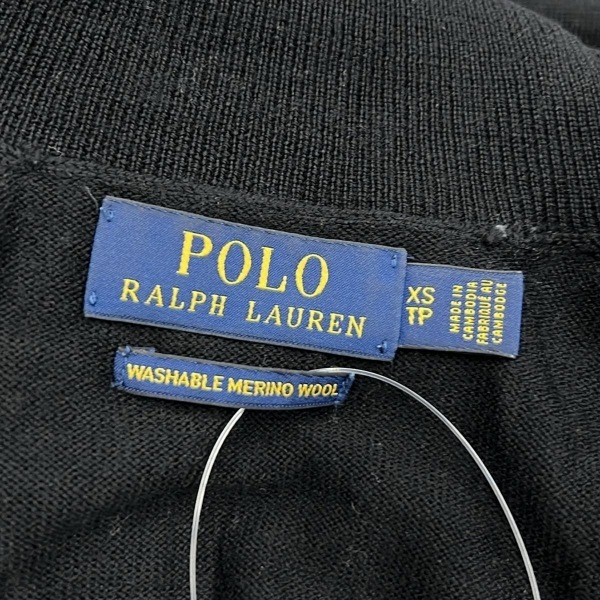 POLO
RALPH LAUREN
XS
TP
MADE IN
CAMBODIA
FABRIQUÉ AU
CAMBODGE
WASHABLE MERINO WOOL